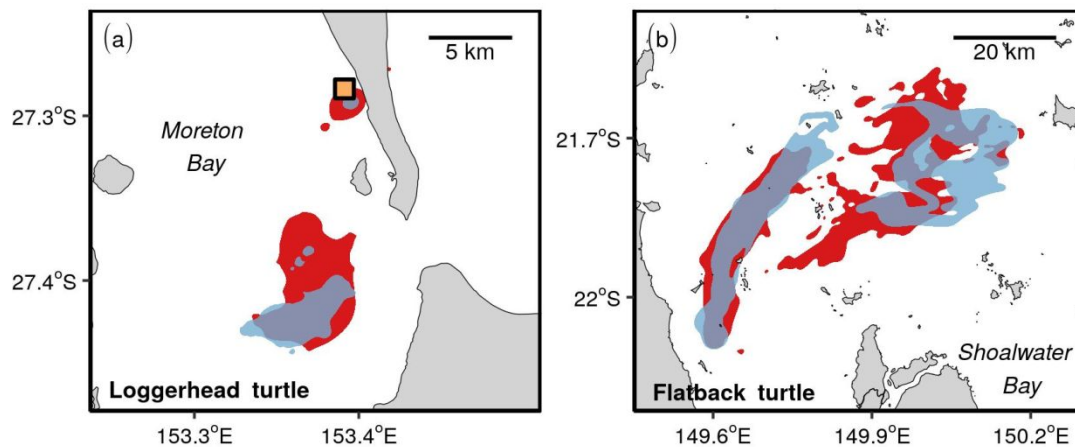 (a)
5 km
27.3°S
Moreton
Bay
27.4°S
Loggerhead turtle
153.3°E
153.4°E
(b)
20 km
21.7°S
22°S
Shoalwater
Bay
Flatback turtle
149.6°E
149.9°E
150.2°E